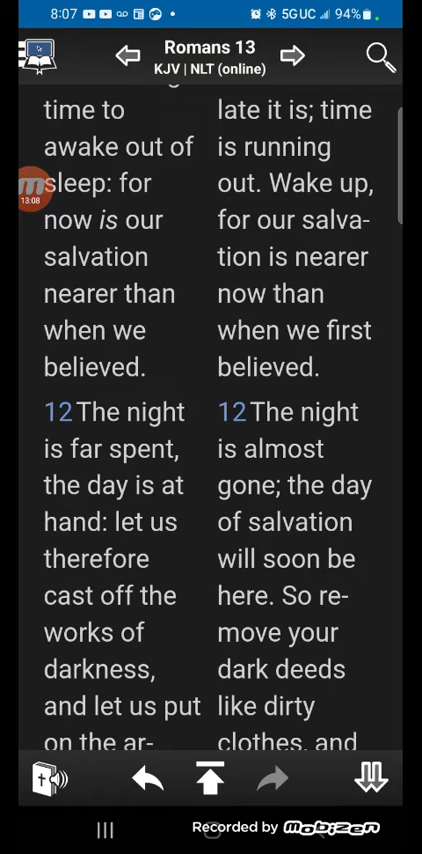 8:07 5GUC 94%
Romans 13
KJV | NLT (online)
time to
awake out of
sleep: for
now is our
salvation
nearer than
when we
believed.
12 The night
is far spent,
the day is at
hand: let us
therefore
cast off the
works of
darkness,
and let us put
on the ar-
late it is; time
is running
out. Wake up,
for our salva-
tion is nearer
now than
when we first
believed.
12 The night
is almost
gone; the day
of salvation
will soon be
here. So re-
move your
dark deeds
like dirty
clothes, and
13:08
Recorded by mobizen